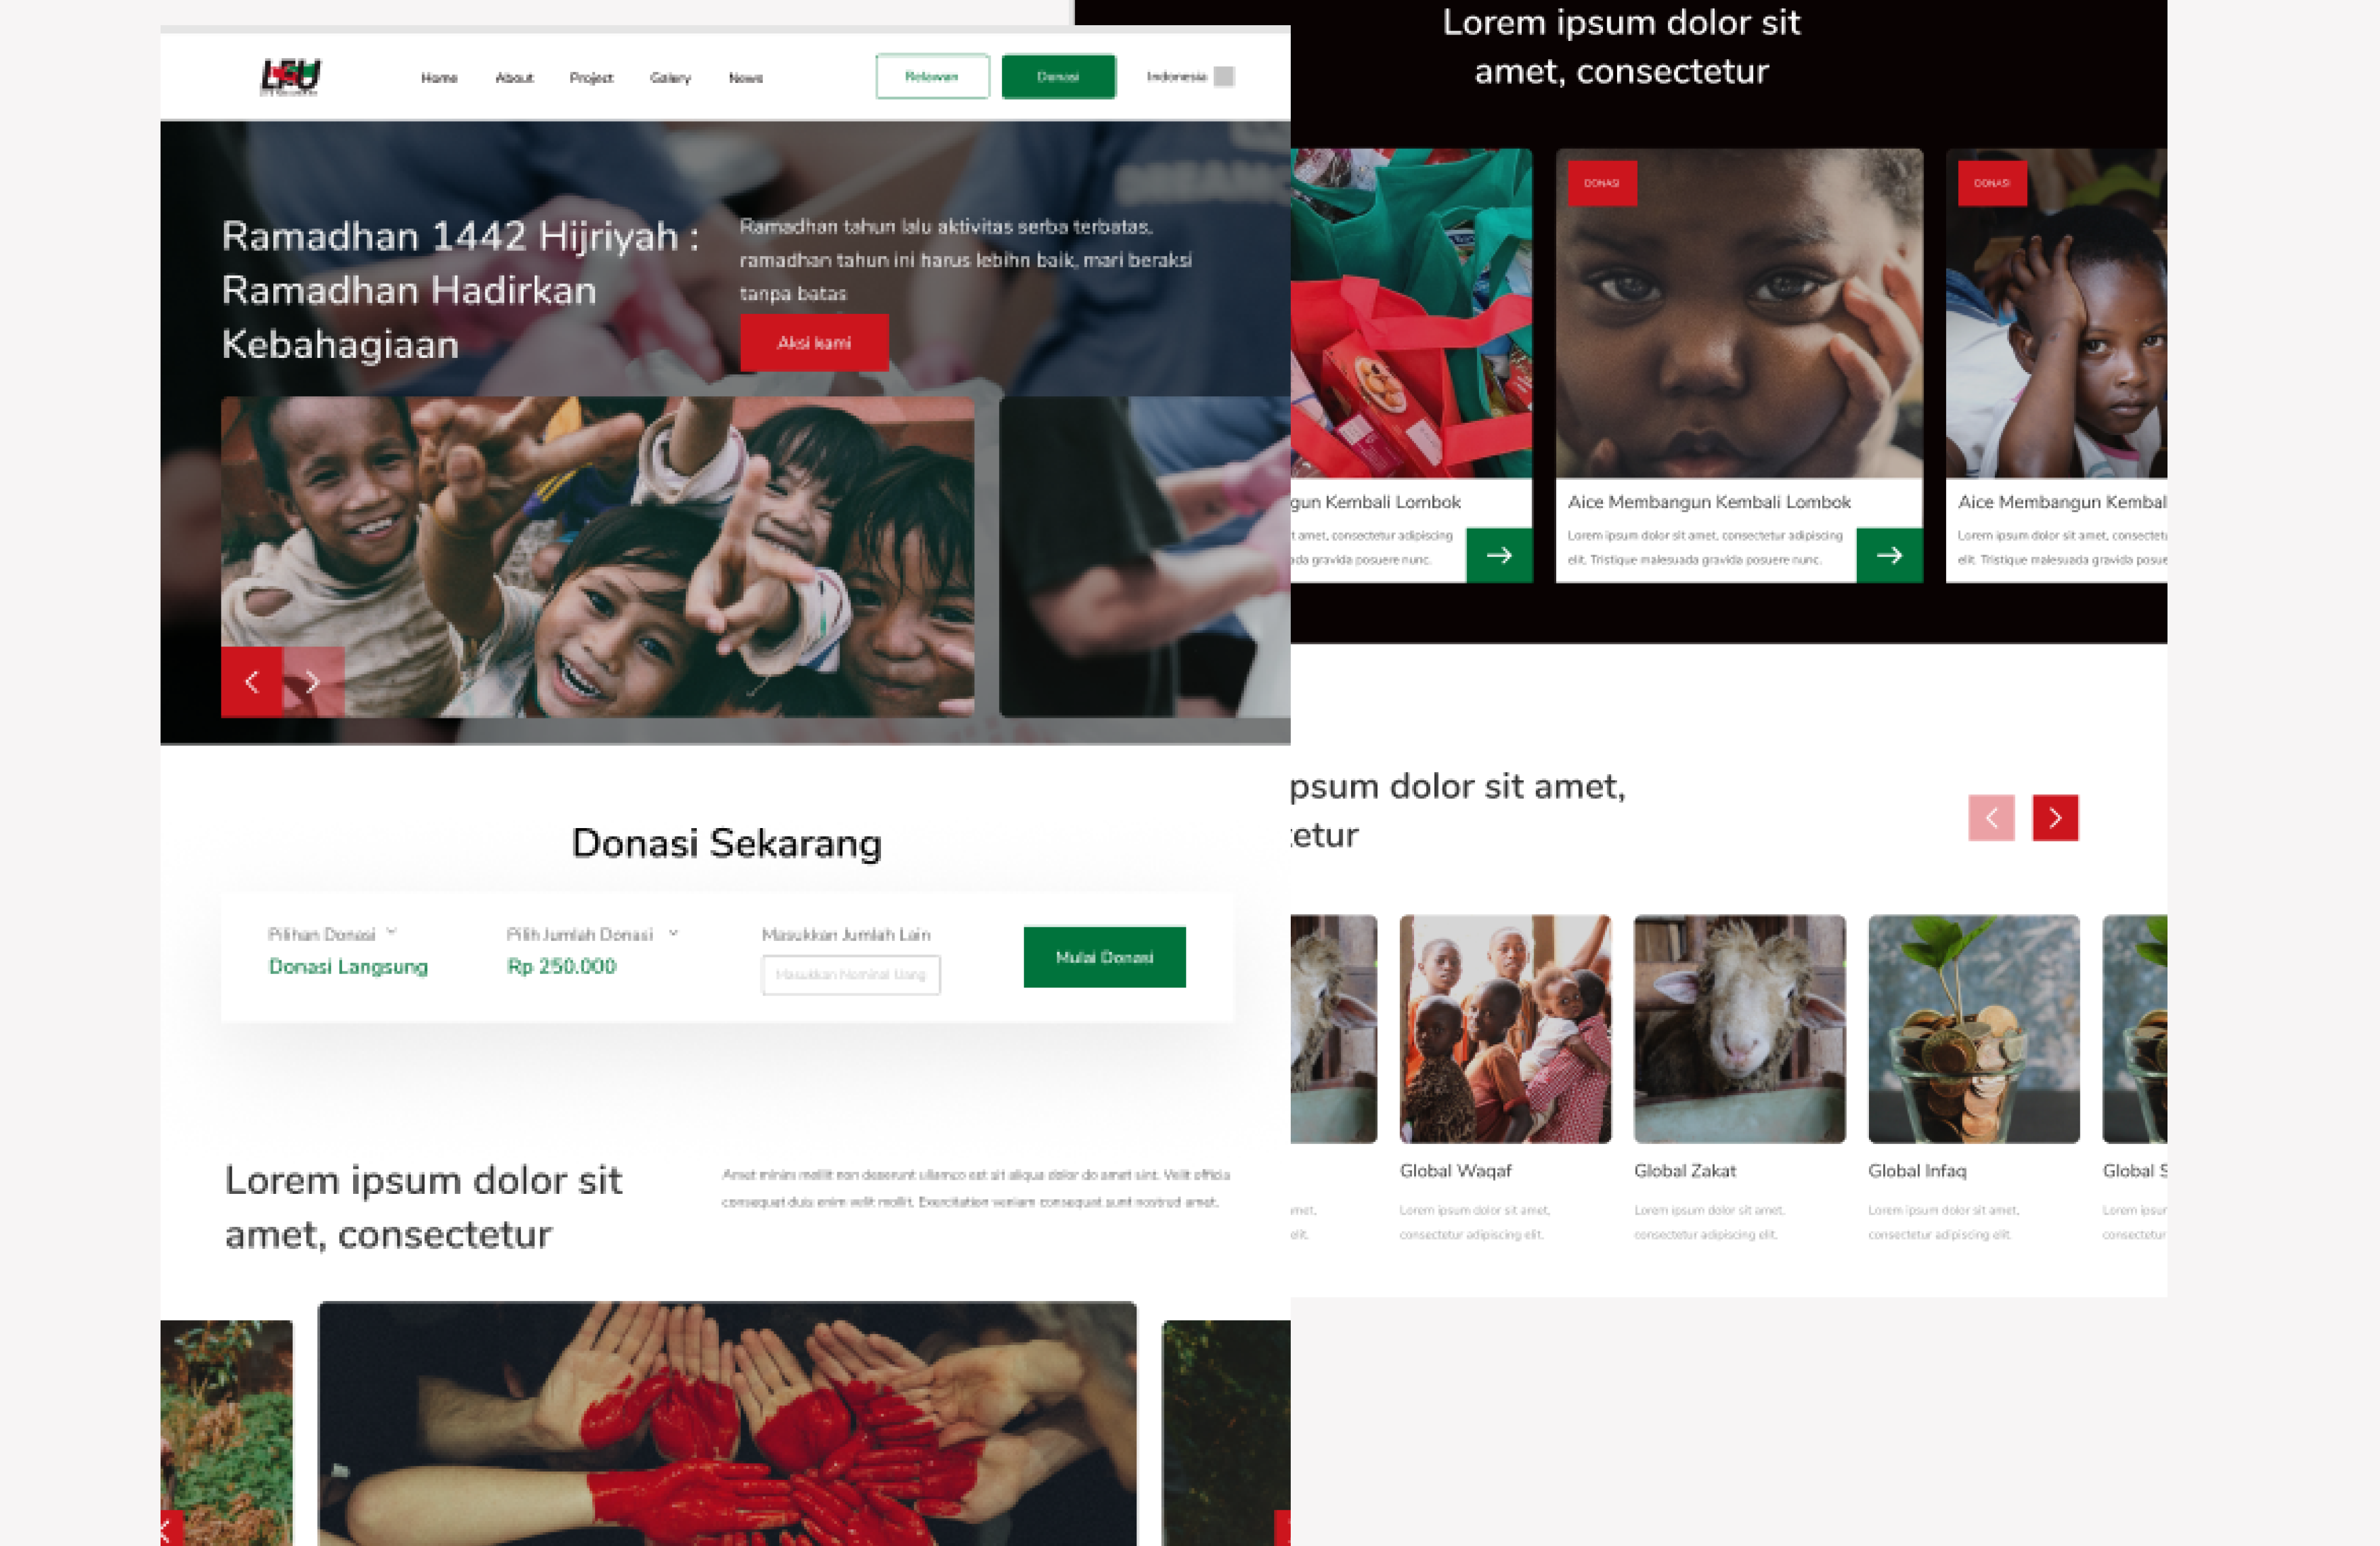 Home About Project Galery News
Relawan Donasi Indonesia
Ramadhan 1442 Hijriyah :
Ramadhan Hadirkan
Kebahagiaan
Ramadhan tahun lalu aktivitas serba terbatas,
ramadhan tahun ini harus lebihn baik, mari beraksi
tanpa batas
Aksi kami
Donasi Sekarang
Pilihan Donasi
Donasi Langsung
Pilih Jumlah Donasi
Rp 250.000
Masukkan Jumlah Lain
Masukkan Nominal Uang
Mulai Donasi
Lorem ipsum dolor sit
amet, consectetur
Amet minim mollit non deserunt ullamco est sit aliqua dolor do amet sint. Velit officia
consequat duis enim velit mollit. Exercitation veniam consequat sunt nostrud amet.
Lorem ipsum dolor sit
amet, consectetur
gun Kembali Lombok
t amet, consectetur adipiscing
ada gravida posuere nunc.
DONASI
Aice Membangun Kembali Lombok
Lorem ipsum dolor sit amet, consectetur adipiscing
elit. Tristique malesuada gravida posuere nunc.
DONASI
Aice Membangun Kembal
Lorem ipsum dolor sit amet, consectetu
elit. Tristique malesuada gravida posue
psum dolor sit amet,
tetur
met,
elit.
Global Waqaf
Lorem ipsum dolor sit amet,
consectetur adipiscing elit.
Global Zakat
Lorem ipsum dolor sit amet,
consectetur adipiscing elit.
Global Infaq
Lorem ipsum dolor sit amet,
consectetur adipiscing elit.
Global S
Lorem ipsur
consectetur